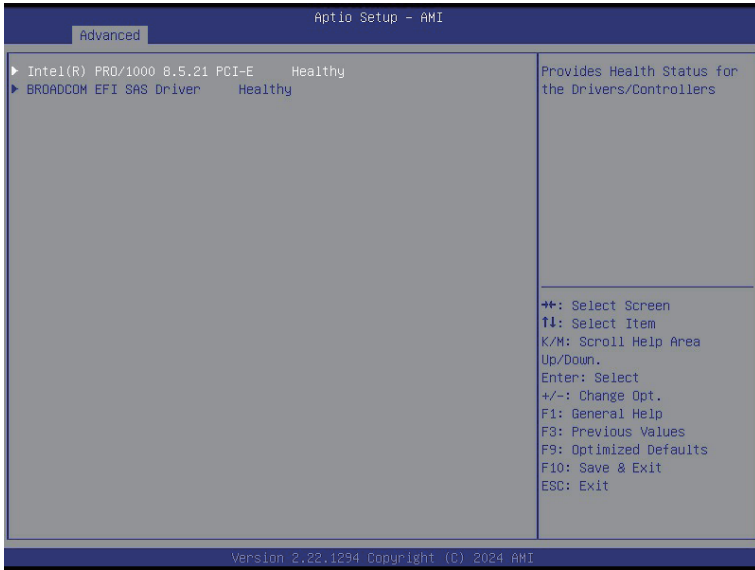 Aptio Setup – AMI
Advanced
▶ Intel(R) PRO/1000 8.5.21 PCI-E Healthy
▶ BROADCOM EFI SAS Driver Healthy
Provides Health Status for
the Drivers/Controllers
→←: Select Screen
↑↓: Select Item
K/M: Scroll Help Area
Up/Down.
Enter: Select
+/-: Change Opt.
F1: General Help
F3: Previous Values
F9: Optimized Defaults
F10: Save & Exit
ESC: Exit
Version 2.22.1294 Copyright (C) 2024 AMI